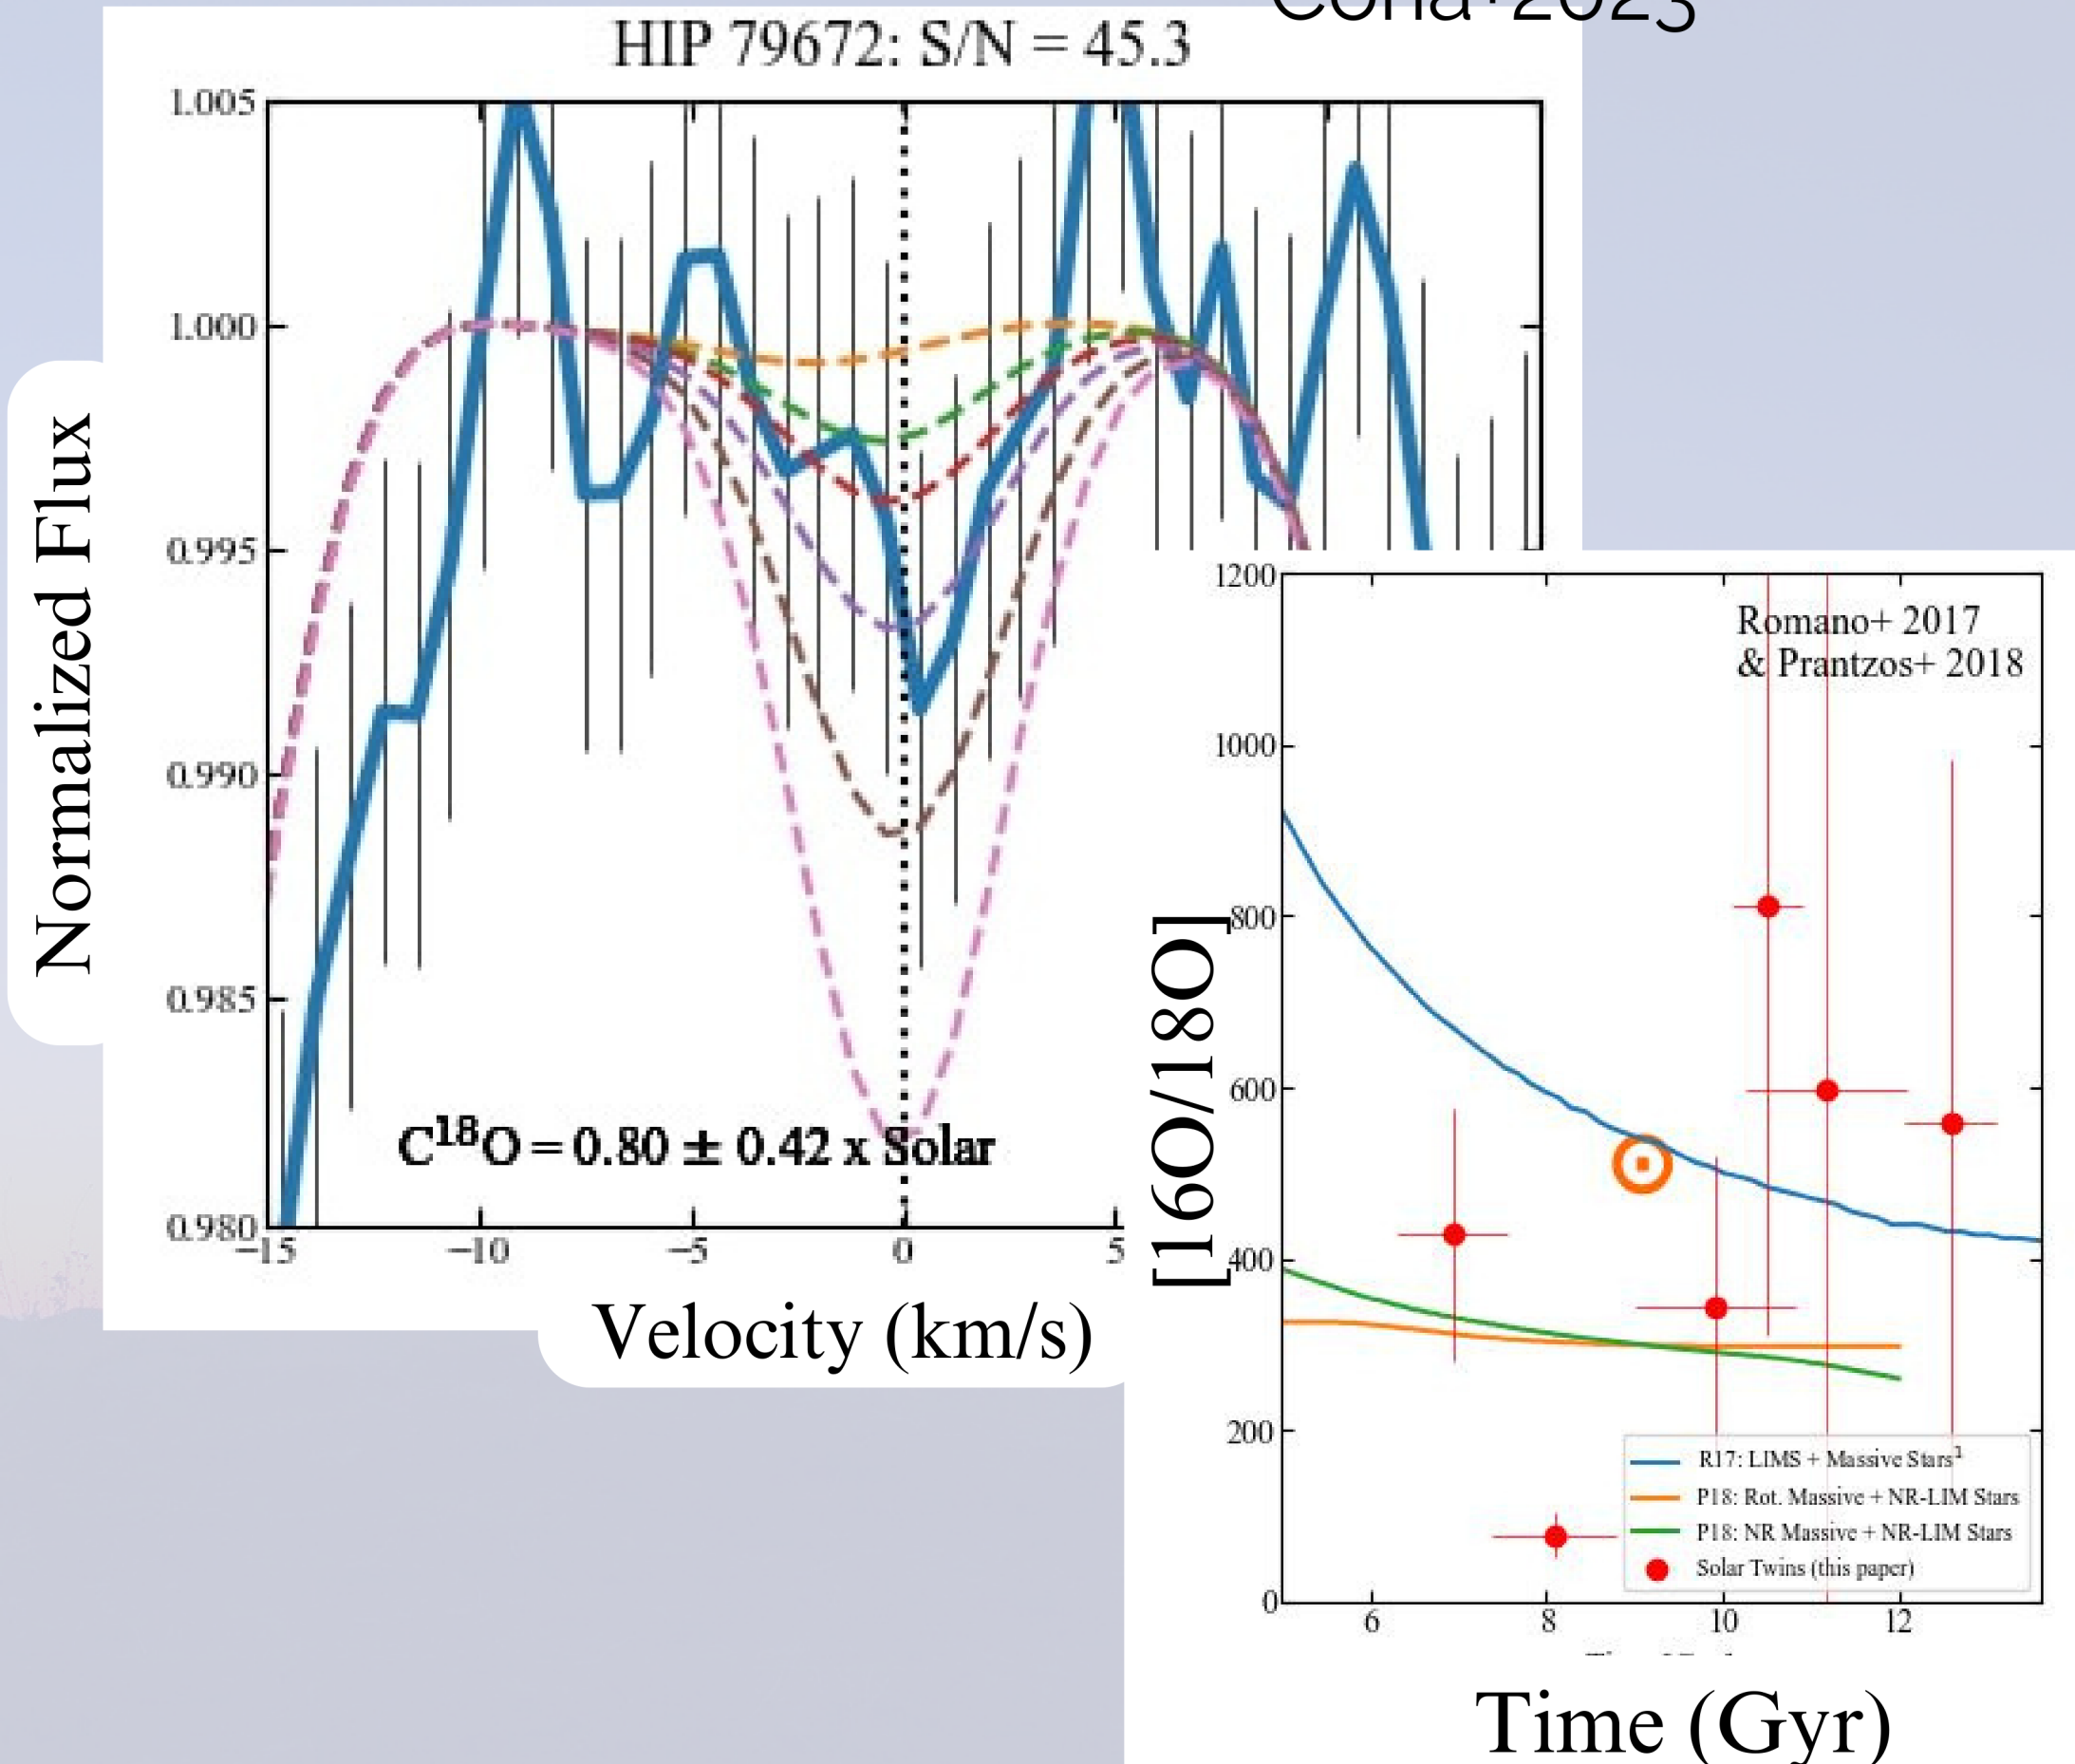 HIP 79672: S/N = 45.3
1.005
1.000
0.995
0.990
0.985
0.980
Normalized Flux
C¹⁸O = 0.80 ± 0.42 x Solar
−15 −10 −5 0 5
Velocity (km/s)
Romano+ 2017
& Prantzos+ 2018
1200
1000
800
600
400
200
0
[16O/18O]
R17: LIMS + Massive Stars¹
P18: Rot. Massive + NR-LIM Stars
P18: NR Massive + NR-LIM Stars
Solar Twins (this paper)
6 8 10 12
Time (Gyr)